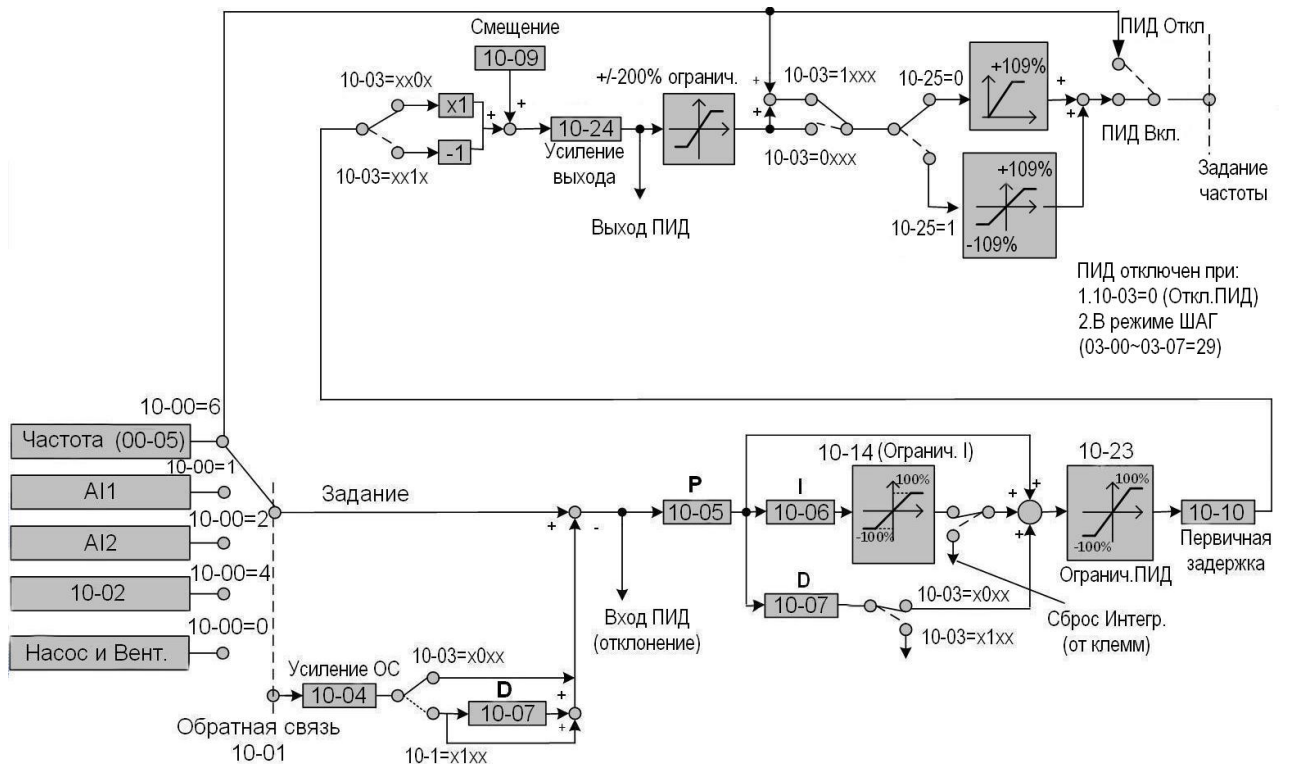 Смещение
10-09
10-03=xx0x
x1
+
+
-1
10-03=xx1x
10-24
Усиление
выхода
Выход ПИД
+/-200% огранич.
+
+
10-03=1xxx
10-03=0xxx
10-25=0
+109%
+
+
10-25=1
+109%
-109%
ПИД Откл
ПИД Вкл.
Задание
частоты
ПИД отключен при:
1.10-03=0 (Откл.ПИД)
2.В режиме ШАГ
(03-00~03-07=29)
10-00=6
Частота (00-05)
10-00=1
AI1
10-00=2
AI2
10-00=4
10-02
10-00=0
Насос и Вент.
Задание
+
-
Вход ПИД
(отклонение)
P
10-05
I
10-06
10-14 (Огранич. I)
100%
-100%
D
10-07
10-03=x0xx
10-03=x1xx
Сброс Интегр.
(от клемм)
+
+
+
10-23
100%
-100%
Огранич.ПИД
10-10
Первичная
задержка
Усиление ОС
10-04
10-03=x0xx
D
10-07
+
+
10-1=x1xx
Обратная связь
10-01